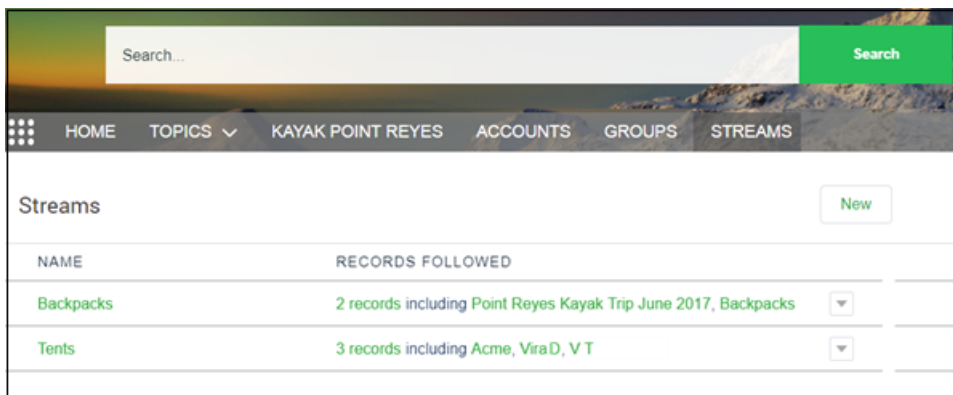 Search...
Search
HOME TOPICS KAYAK POINT REYES ACCOUNTS GROUPS STREAMS
Streams
New
NAME RECORDS FOLLOWED
Backpacks 2 records including Point Reyes Kayak Trip June 2017, Backpacks
Tents 3 records including Acme, Vira D, V T